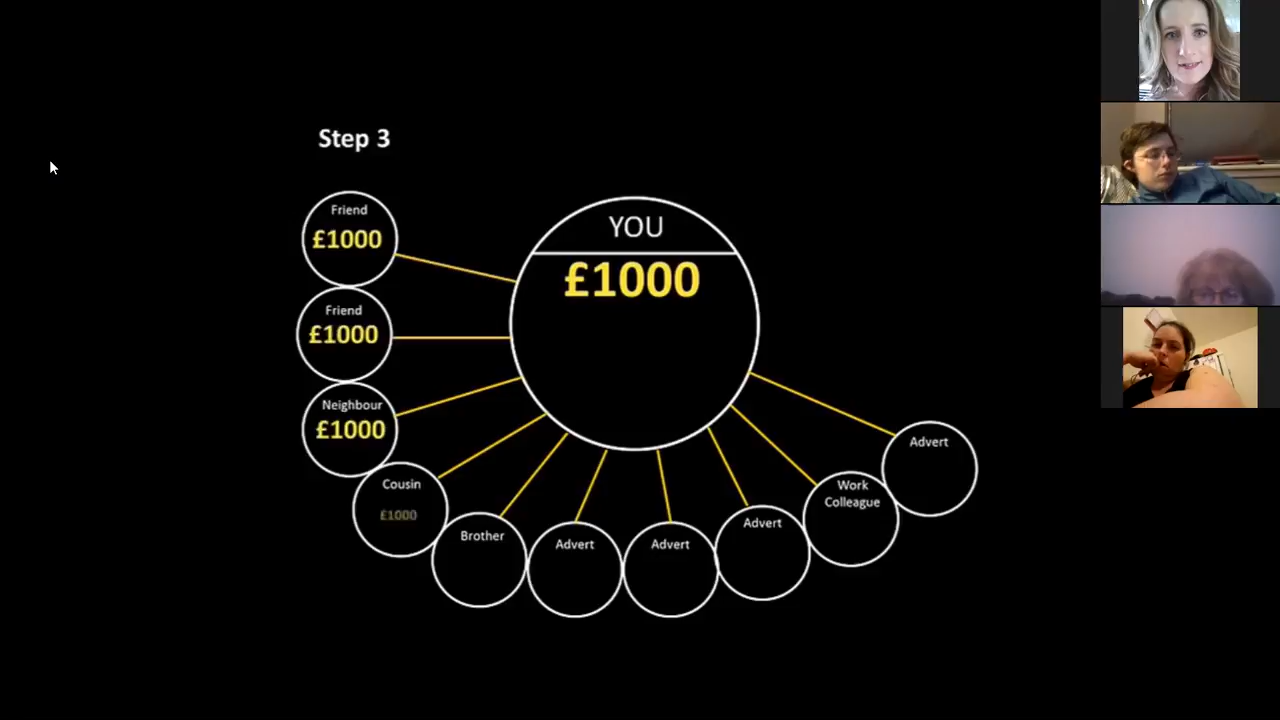 Step 3
YOU
£1000
Friend
£1000
Friend
£1000
Neighbour
£1000
Cousin
£1000
Brother
Advert
Advert
Advert
Work
Colleague
Advert